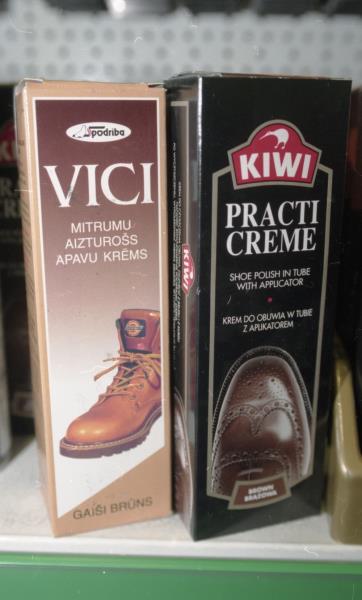 Spodriba
VICI
MITRUMU
AIZTUROŠS
APAVU KRĒMS
GAIŠI BRŪNS
KIWI
KIWI
PRACTI
CREME
SHOE POLISH IN TUBE
WITH APPLICATOR
KREM DO OBUWIA W TUBIE
Z APLIKATOREM
BROWN
BRĄZOWA